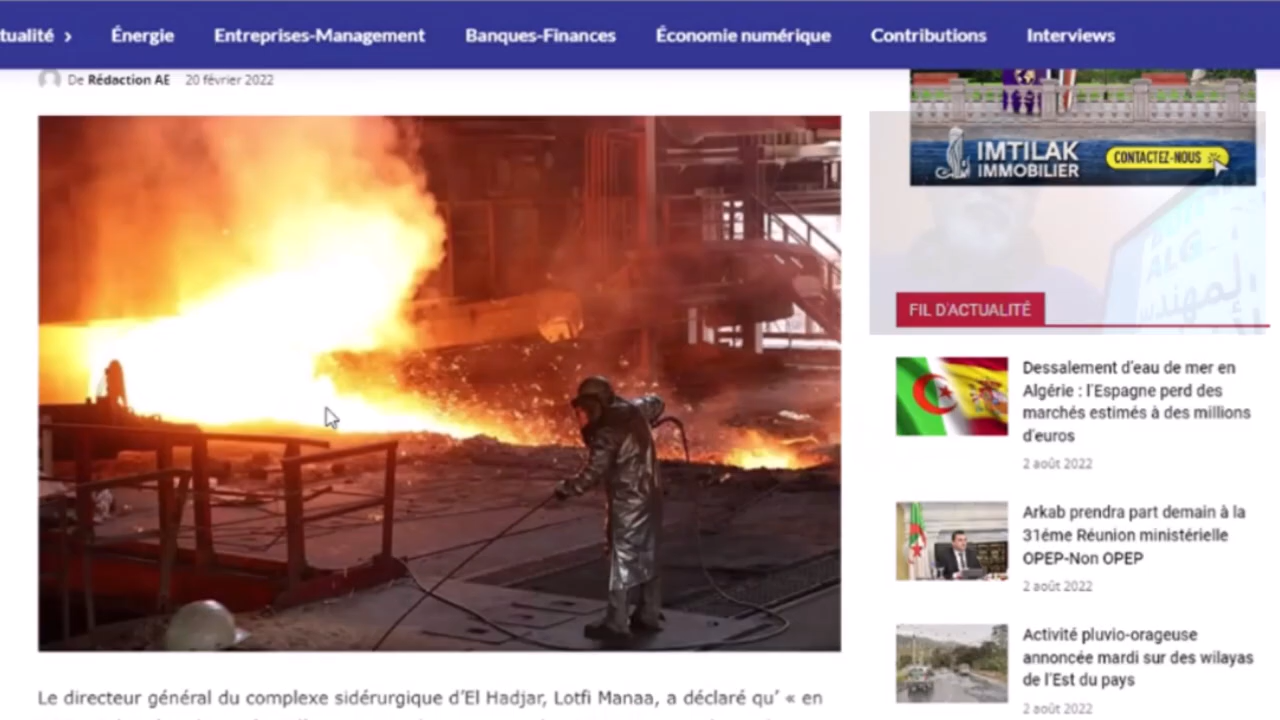 tualité › Énergie Entreprises-Management Banques-Finances Économie numérique Contributions Interviews
De Rédaction AE 20 février 2022
IMTILAK
IMMOBILIER
CONTACTEZ-NOUS
ALG
المهندس
FIL D'ACTUALITÉ
Dessalement d'eau de mer en
Algérie : l'Espagne perd des
marchés estimés à des millions
d'euros
2 août 2022
Arkab prendra part demain à la
31éme Réunion ministérielle
OPEP-Non OPEP
2 août 2022
Activité pluvio-orageuse
annoncée mardi sur des wilayas
de l'Est du pays
2 août 2022
Le directeur général du complexe sidérurgique d'El Hadjar, Lotfi Manaa, a déclaré qu' « en